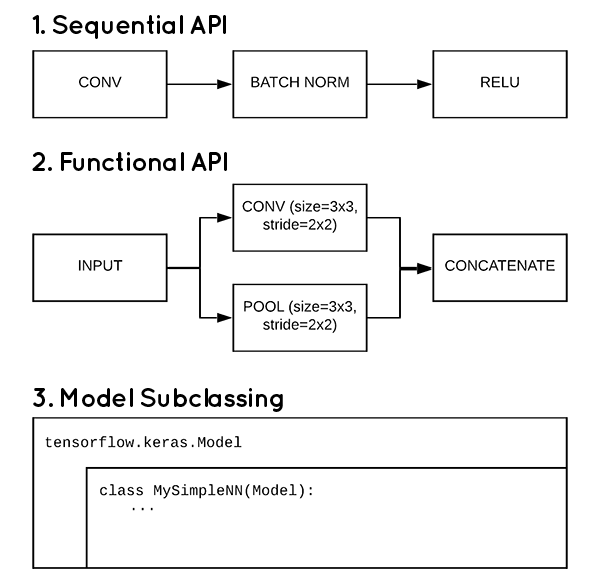 1. Sequential API
CONV
BATCH NORM
RELU
2. Functional API
INPUT
CONV (size=3x3,
stride=2x2)
POOL (size=3x3,
stride=2x2)
CONCATENATE
3. Model Subclassing
tensorflow.keras.Model
class MySimpleNN(Model):
...